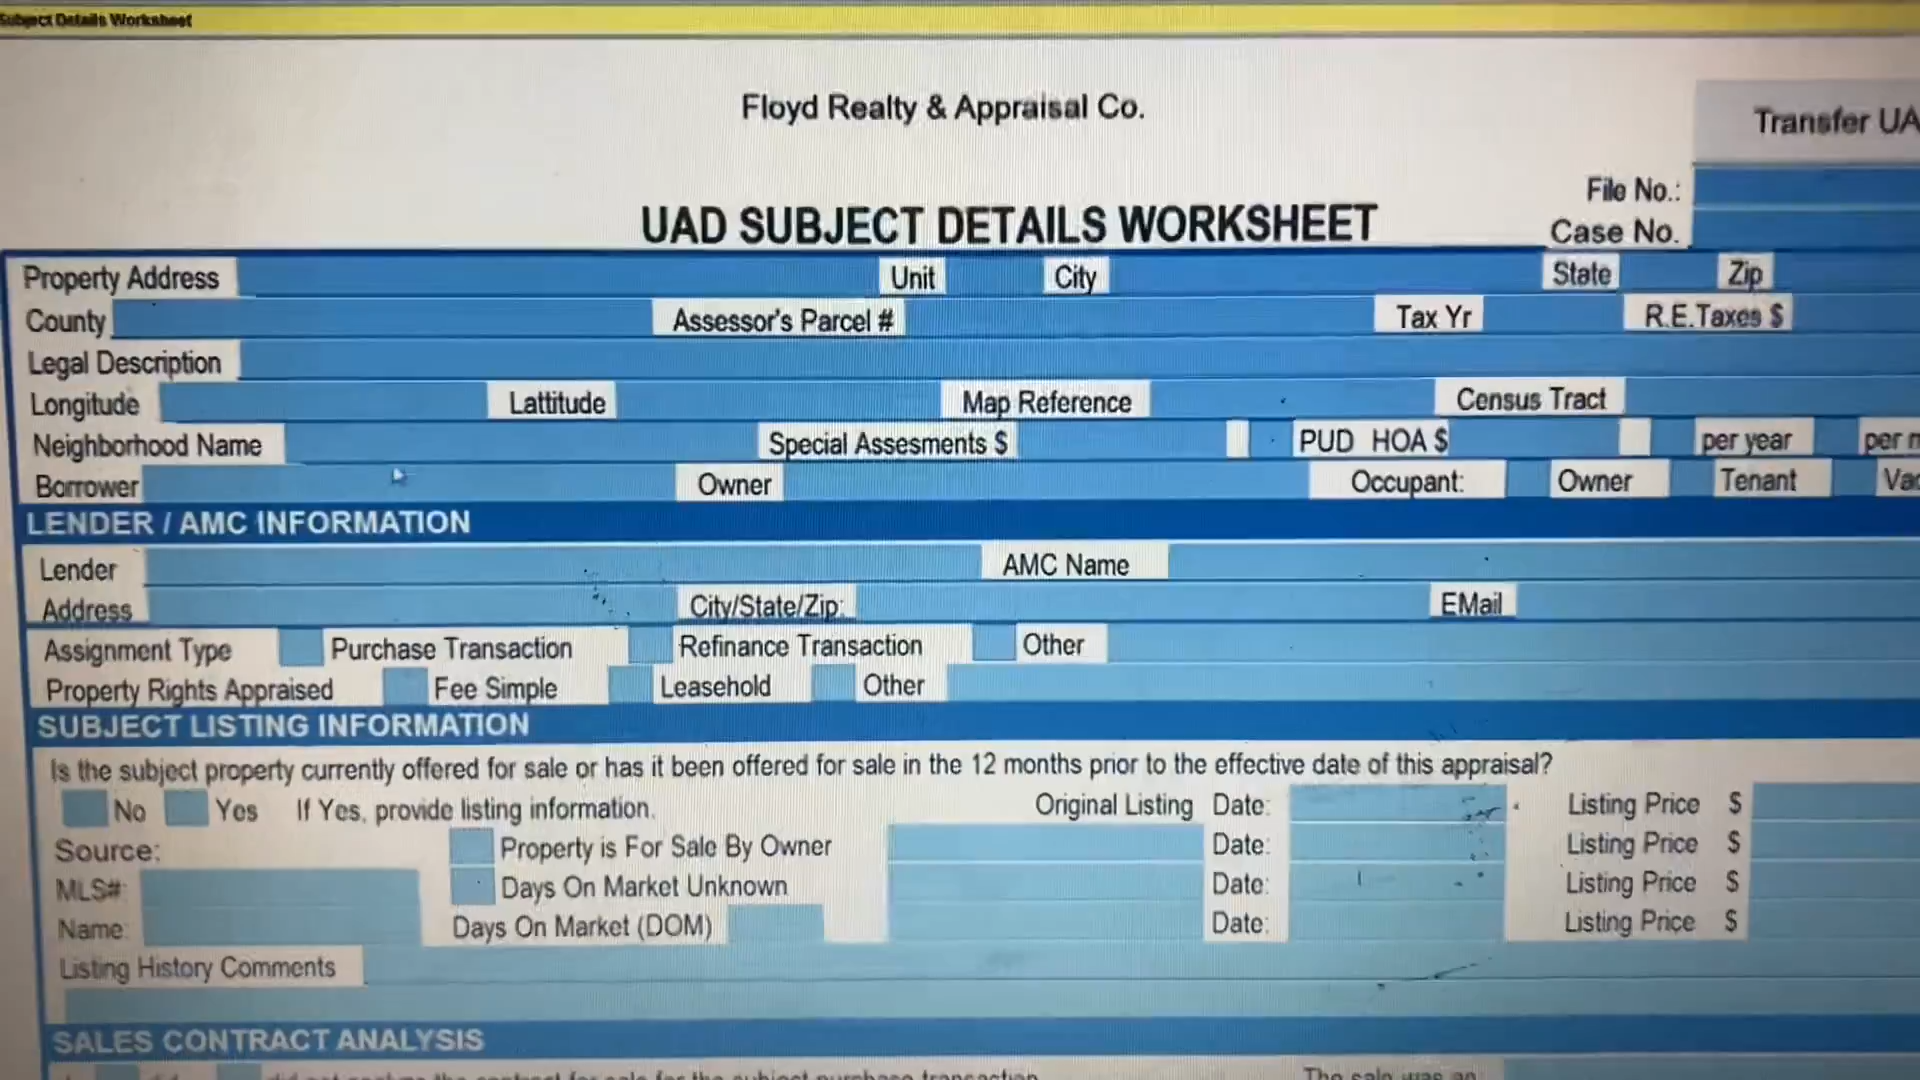 Subject Details Worksheet
Floyd Realty & Appraisal Co.
Transfer UA
File No.:
UAD SUBJECT DETAILS WORKSHEET
Case No.
Property Address Unit City State Zip
County Assessor's Parcel # Tax Yr R.E.Taxes $
Legal Description
Longitude Lattitude Map Reference Census Tract
Neighborhood Name Special Assesments $ PUD HOA $ per year per
Borrower Owner Occupant: Owner Tenant
LENDER / AMC INFORMATION
Lender AMC Name
Address City/State/Zip: EMail
Assignment Type Purchase Transaction Refinance Transaction Other
Property Rights Appraised Fee Simple Leasehold Other
SUBJECT LISTING INFORMATION
Is the subject property currently offered for sale or has it been offered for sale in the 12 months prior to the effective date of this appraisal?
No Yes If Yes, provide listing information. Original Listing Date: Listing Price $
Source: Property is For Sale By Owner Date: Listing Price $
MLS#: Days On Market Unknown Date: Listing Price $
Name: Days On Market (DOM) Date: Listing Price $
Listing History Comments
SALES CONTRACT ANALYSIS